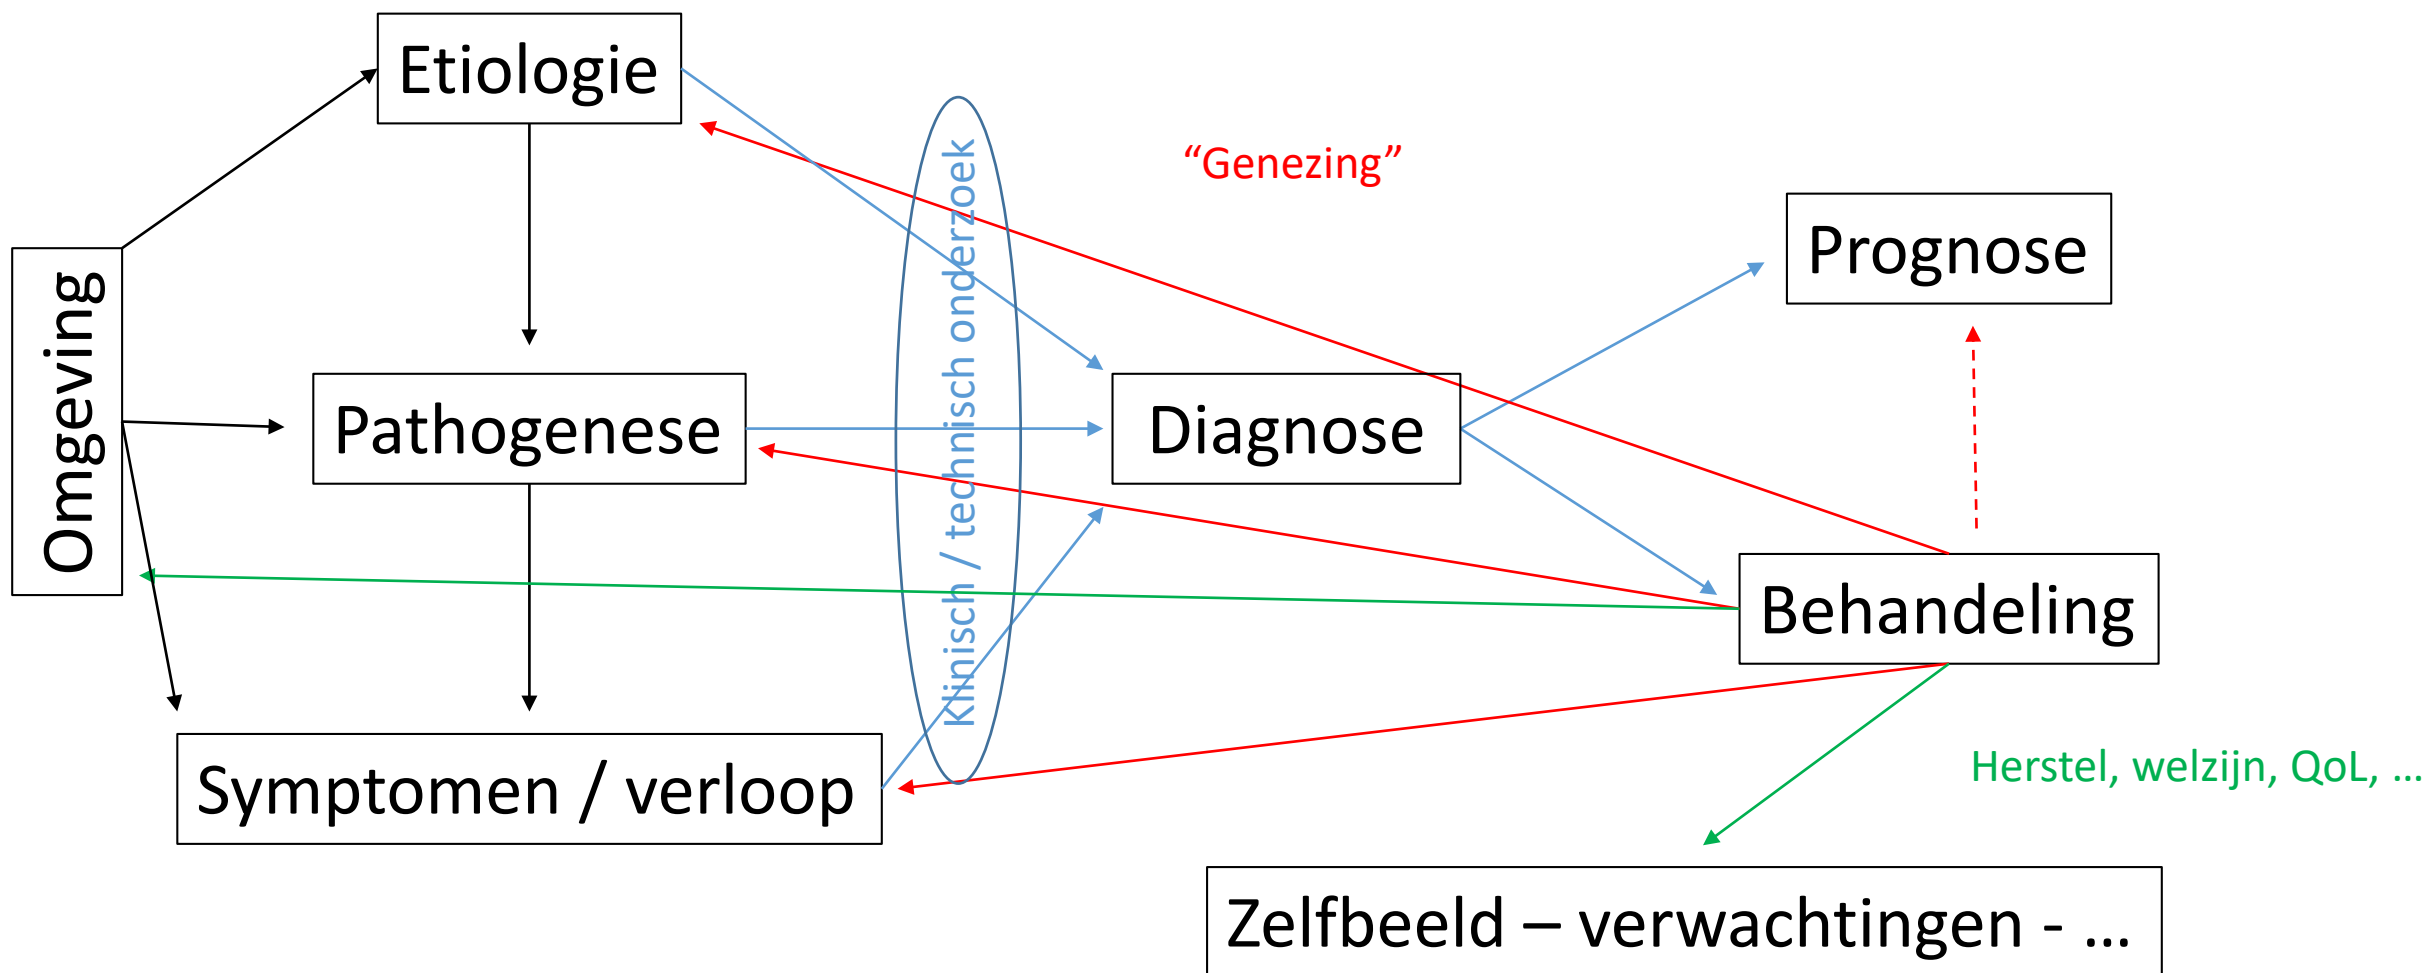 Etiologie
“Genezing”
Prognose
Omgeving
Klinisch / technisch onderzoek
Pathogenese
Diagnose
Behandeling
Symptomen / verloop
Herstel, welzijn, QoL, ...
Zelfbeeld – verwachtingen - ...